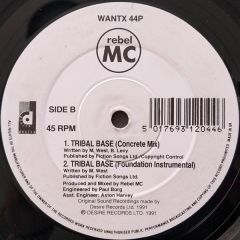 WANTX 44P
rebel
MC
d
SIDE B
45 RPM
5 017693 120446
1. TRIBAL BASE (Concrete Mix)
Written by M. West, B. Levy
Published by Fiction Songs Ltd./Copyright Control
2. TRIBAL BASE (Foundation Instrumental)
Written by M. West
Published by Fiction Songs Ltd.
Produced and Mixed by Rebel MC
Engineered by Paul Borg
Asst. Engineer: Aston Harvey
Original Sound Recordings made by
Desire Records Ltd. 1991
© DESIRE RECORDS LTD. 1991